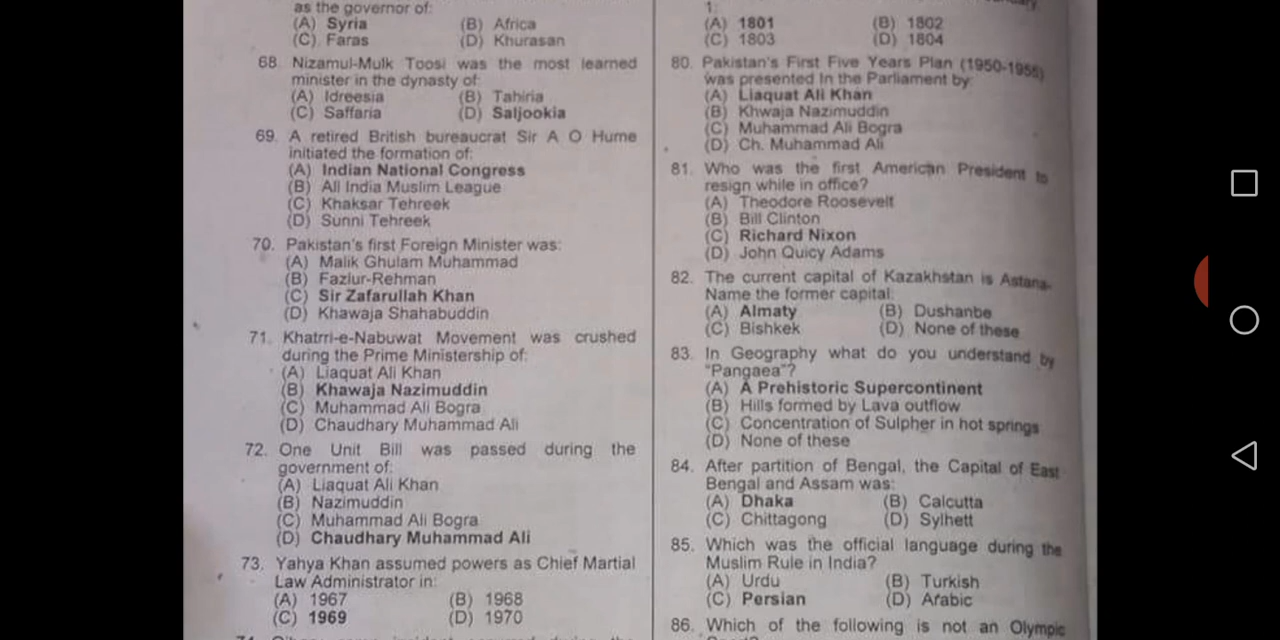 as the governor of:
(A) Syria (B) Africa
(C) Faras (D) Khurasan
68. Nizamul-Mulk Toosi was the most learned
minister in the dynasty of:
(A) Idreesia (B) Tahiria
(C) Saffaria (D) Saljookia
69. A retired British bureaucrat Sir A O Hume
initiated the formation of:
(A) Indian National Congress
(B) All India Muslim League
(C) Khaksar Tehreek
(D) Sunni Tehreek
70. Pakistan's first Foreign Minister was:
(A) Malik Ghulam Muhammad
(B) Fazlur-Rehman
(C) Sir Zafarullah Khan
(D) Khawaja Shahabuddin
71. Khatrri-e-Nabuwat Movement was crushed
during the Prime Ministership of:
(A) Liaquat Ali Khan
(B) Khawaja Nazimuddin
(C) Muhammad Ali Bogra
(D) Chaudhary Muhammad Ali
72. One Unit Bill was passed during the
government of:
(A) Liaquat Ali Khan
(B) Nazimuddin
(C) Muhammad Ali Bogra
(D) Chaudhary Muhammad Ali
73. Yahya Khan assumed powers as Chief Martial
Law Administrator in:
(A) 1967 (B) 1968
(C) 1969 (D) 1970
1:
(A) 1801 (B) 1802
(C) 1803 (D) 1804
80. Pakistan's First Five Years Plan (1950-1956)
was presented In the Parliament by:
(A) Liaquat Ali Khan
(B) Khwaja Nazimuddin
(C) Muhammad Ali Bogra
(D) Ch. Muhammad Ali
81. Who was the first American President to
resign while in office?
(A) Theodore Roosevelt
(B) Bill Clinton
(C) Richard Nixon
(D) John Quicy Adams
82. The current capital of Kazakhstan is Astana.
Name the former capital:
(A) Almaty (B) Dushanbe
(C) Bishkek (D) None of these
83. In Geography what do you understand by
"Pangaea"?
(A) A Prehistoric Supercontinent
(B) Hills formed by Lava outflow
(C) Concentration of Sulpher in hot springs
(D) None of these
84. After partition of Bengal, the Capital of East
Bengal and Assam was:
(A) Dhaka (B) Calcutta
(C) Chittagong (D) Sylhett
85. Which was the official language during the
Muslim Rule in India?
(A) Urdu (B) Turkish
(C) Persian (D) Arabic
86. Which of the following is not an Olympic